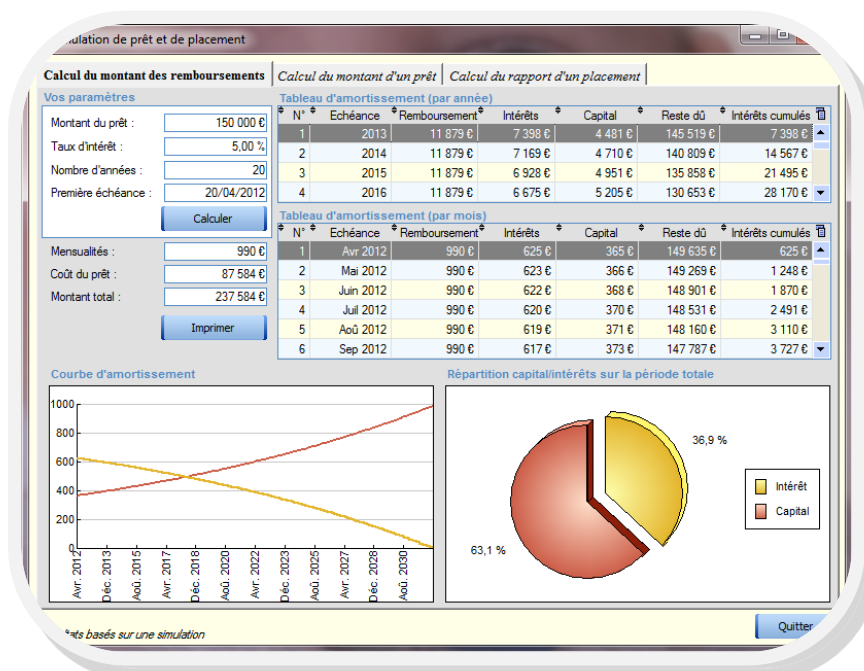 mulation de prêt et de placement
Calcul du montant des remboursements Calcul du montant d'un prêt Calcul du rapport d'un placement
Vos paramètres
Montant du prêt : 150 000 €
Taux d'intérêt : 5,00 %
Nombre d'années : 20
Première échéance : 20/04/2012
Calculer
Mensualités : 990 €
Coût du prêt : 87 584 €
Montant total : 237 584 €
Imprimer
Tableau d'amortissement (par année)
N° Echéance Remboursement Intérêts Capital Reste dû Intérêts cumulés
1 2013 11 879 € 7 398 € 4 481 € 145 519 € 7 398 €
2 2014 11 879 € 7 169 € 4 710 € 140 809 € 14 567 €
3 2015 11 879 € 6 928 € 4 951 € 135 858 € 21 495 €
4 2016 11 879 € 6 675 € 5 205 € 130 653 € 28 170 €
Tableau d'amortissement (par mois)
N° Echéance Remboursement Intérêts Capital Reste dû Intérêts cumulés
1 Avr 2012 990 € 625 € 365 € 149 635 € 625 €
2 Mai 2012 990 € 623 € 366 € 149 269 € 1 248 €
3 Juin 2012 990 € 622 € 368 € 148 901 € 1 870 €
4 Juil 2012 990 € 620 € 370 € 148 531 € 2 491 €
5 Aoû 2012 990 € 619 € 371 € 148 160 € 3 110 €
6 Sep 2012 990 € 617 € 373 € 147 787 € 3 727 €
Courbe d'amortissement
1000
800
600
400
200
0
Avr. 2012
Déc. 2013
Aoû. 2015
Avr. 2017
Déc. 2018
Aoû. 2020
Avr. 2022
Déc. 2023
Aoû. 2025
Avr. 2027
Déc. 2028
Aoû. 2030
Répartition capital/intérêts sur la période totale
36,9 %
63,1 %
Intérêt
Capital
tats basés sur une simulation
Quitter